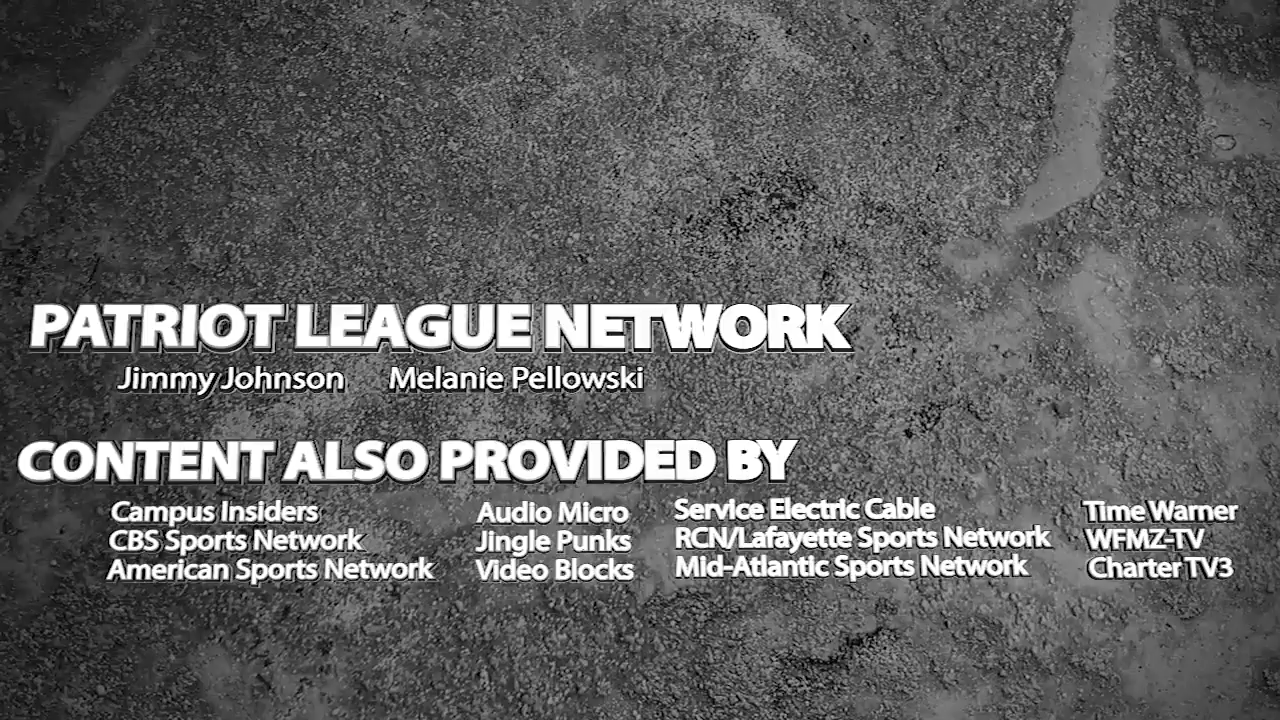 PATRIOT LEAGUE NETWORK
Jimmy Johnson Melanie Pellowski
CONTENT ALSO PROVIDED BY
Campus Insiders Audio Micro Service Electric Cable Time Warner
CBS Sports Network Jingle Punks RCN/Lafayette Sports Network WFMZ-TV
American Sports Network Video Blocks Mid-Atlantic Sports Network Charter TV3